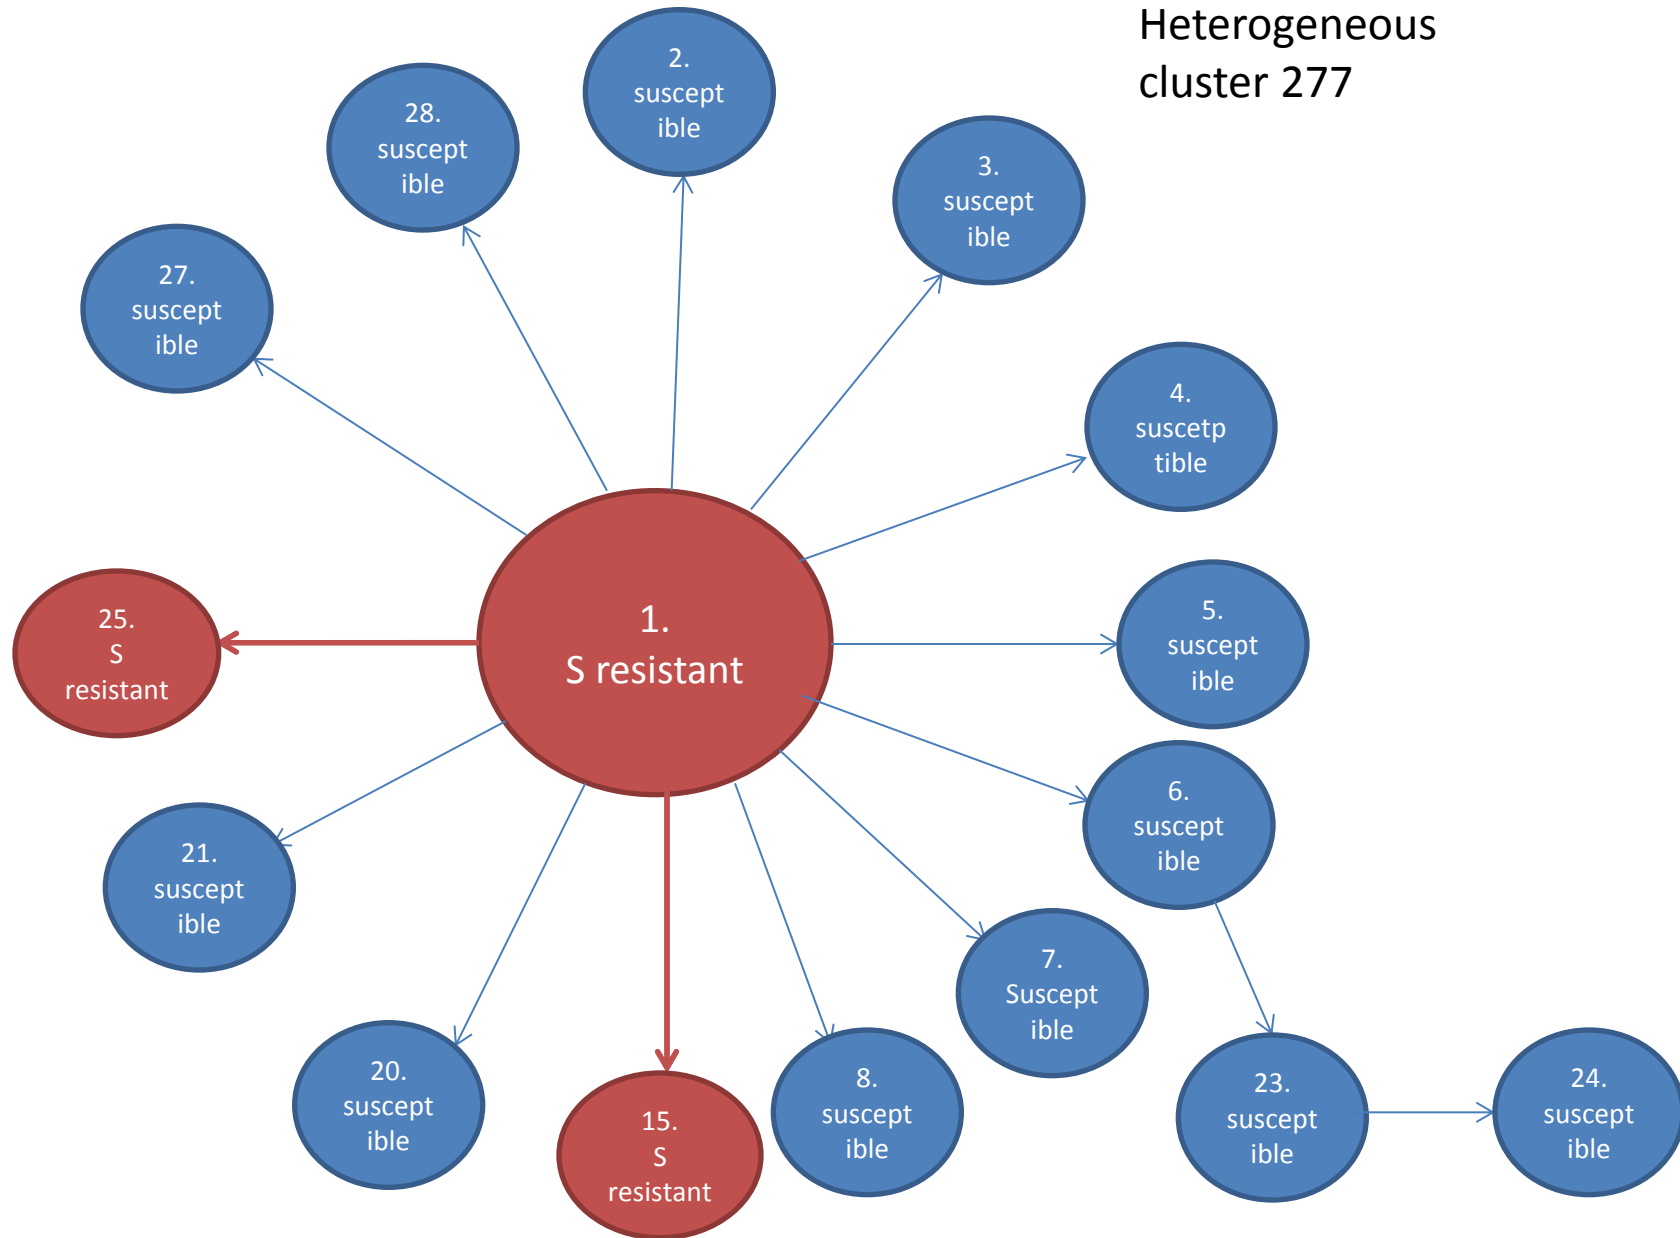 Heterogeneous
cluster 277
2.
suscept
ible
28.
suscept
ible
3.
suscept
ible
27.
suscept
ible
4.
suscetp
tible
1.
S resistant
25.
S
resistant
5.
suscept
ible
6.
suscept
ible
21.
suscept
ible
7.
Suscept
ible
20.
suscept
ible
15.
S
resistant
8.
suscept
ible
23.
suscept
ible
24.
suscept
ible